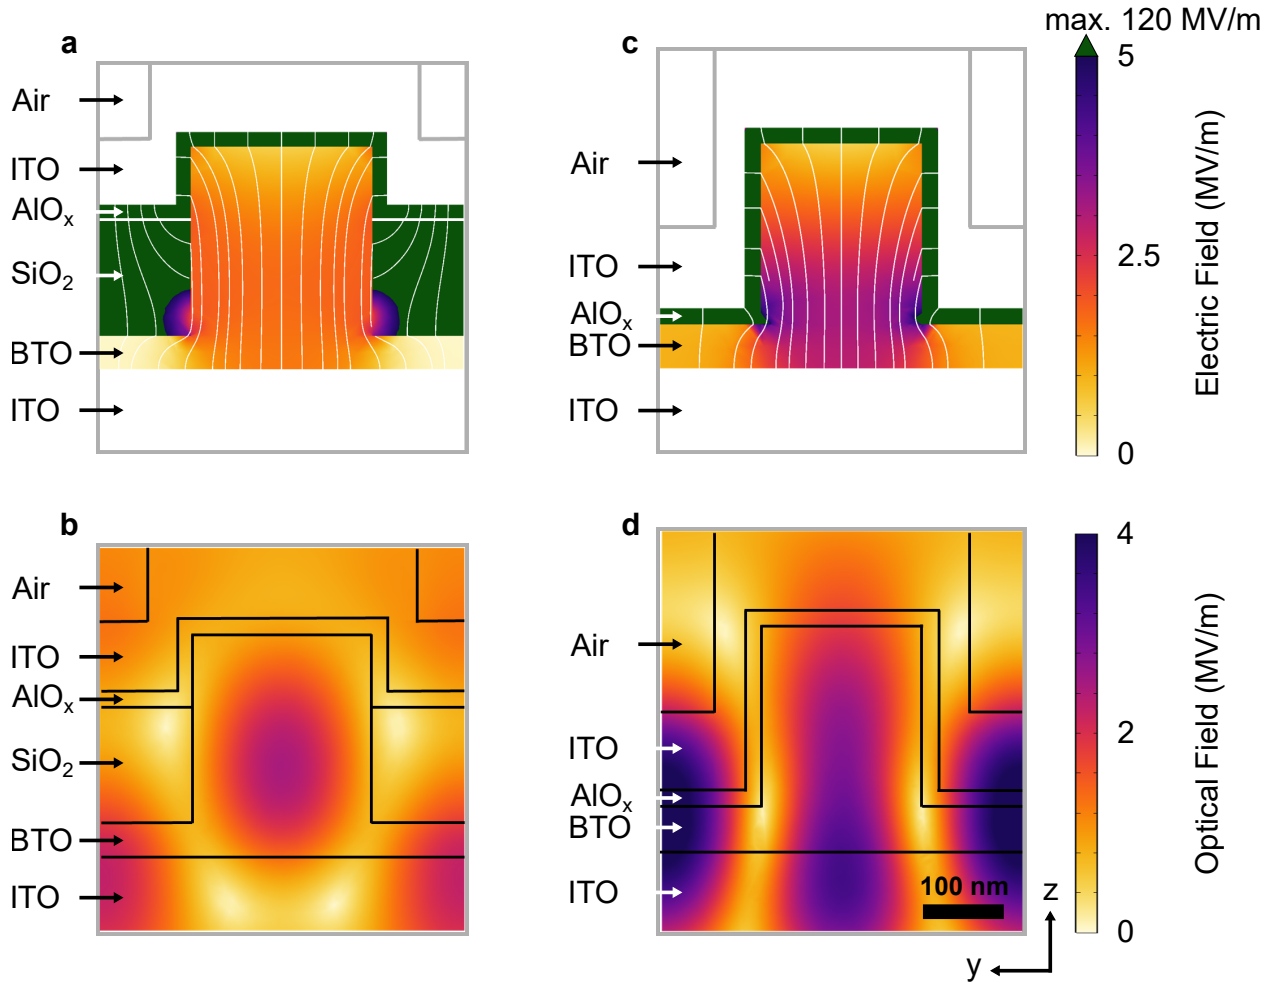 max. 120 MV/m
a
Air
ITO
AlOₓ
SiO₂
BTO
ITO
c
Air
ITO
AlOₓ
BTO
ITO
5
2.5
0
Electric Field (MV/m)
b
Air
ITO
AlOₓ
SiO₂
BTO
ITO
d
Air
ITO
AlOₓ
BTO
ITO
100 nm
z
y
4
2
0
Optical Field (MV/m)